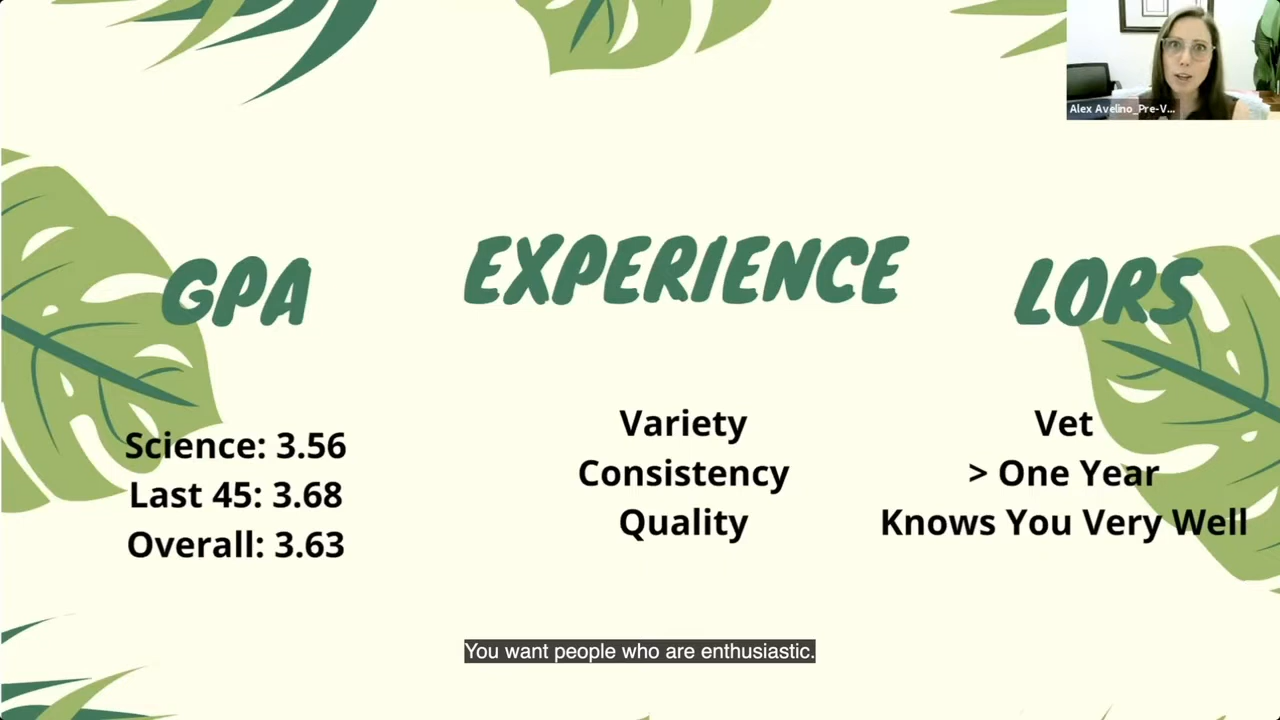 Alex Avelino_Pre-V...
GPA
EXPERIENCE
LORS
Science: 3.56
Last 45: 3.68
Overall: 3.63
Variety
Consistency
Quality
Vet
> One Year
Knows You Very Well
You want people who are enthusiastic.